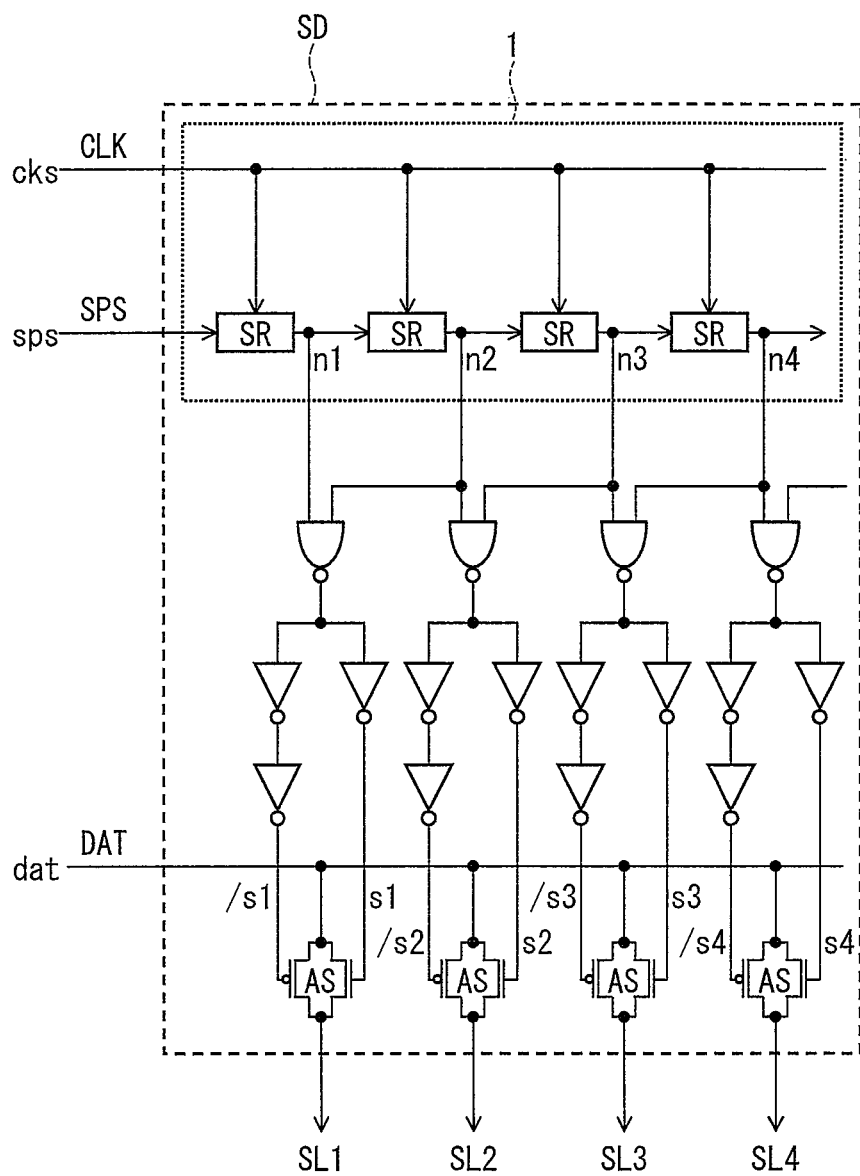 SD 1
CLK
cks
SPS
sps
SR SR SR SR
n1 n2 n3 n4
DAT
dat
/s1 s1 /s3 s3
/s2 s2 /s4 s4
AS AS AS AS
SL1 SL2 SL3 SL4